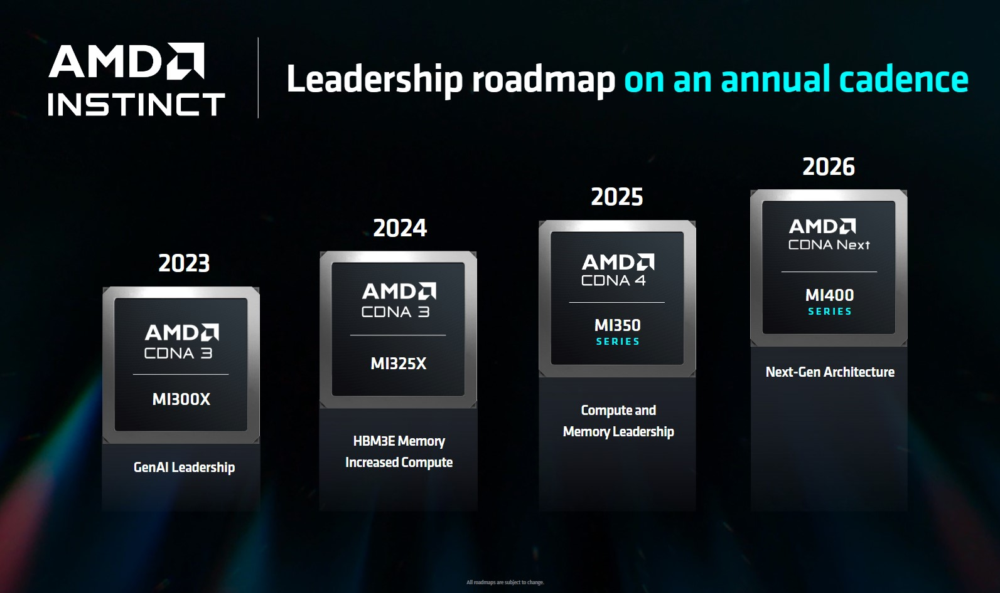 AMD
INSTINCT
Leadership roadmap on an annual cadence
2023
AMD
CDNA 3
MI300X
GenAI Leadership
2024
AMD
CDNA 3
MI325X
HBM3E Memory
Increased Compute
2025
AMD
CDNA 4
MI350
SERIES
Compute and
Memory Leadership
2026
AMD
CDNA Next
MI400
SERIES
Next-Gen Architecture
All roadmaps are subject to change.